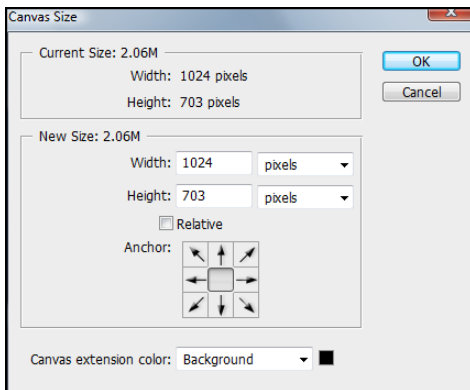 Canvas Size
Current Size: 2.06M
Width: 1024 pixels
Height: 703 pixels
OK
Cancel
New Size: 2.06M
Width: 1024 pixels
Height: 703 pixels
Relative
Anchor:
Canvas extension color: Background